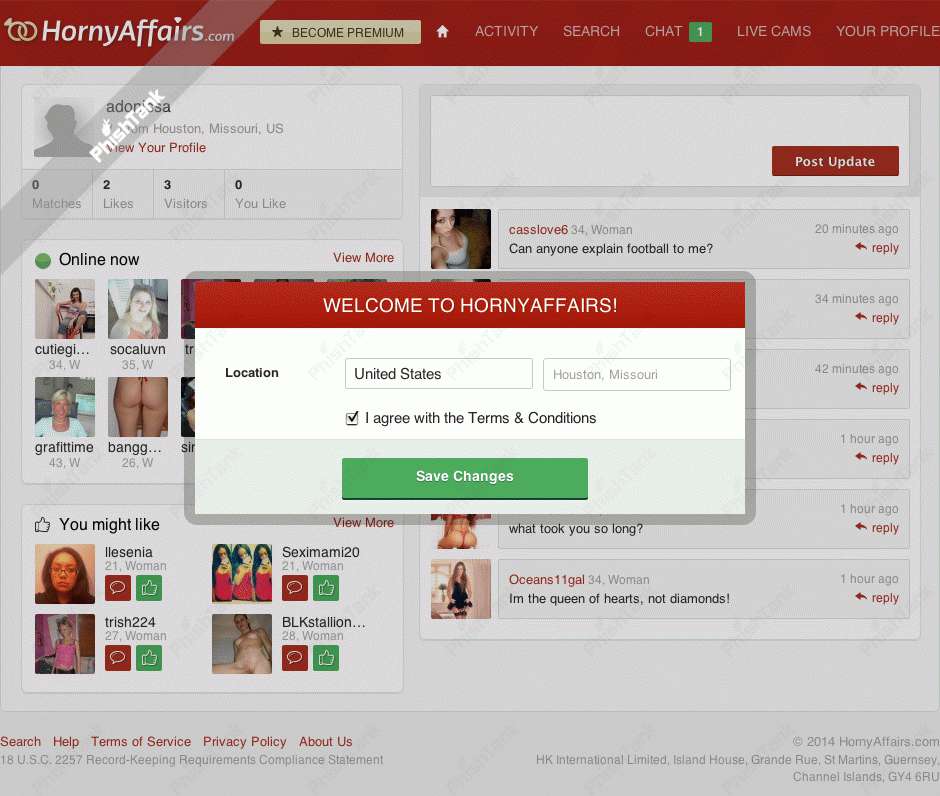 HornyAffairs.com
★ BECOME PREMIUM
ACTIVITY
SEARCH
CHAT 1
LIVE CAMS
YOUR PROFILE
PhishTank
Houston, Missouri, US
View Your Profile
0 Matches
2 Likes
3 Visitors
0 You Like
Post Update
Online now
View More
cutiegi...
34, W
socaluvn
35, W
grafittime
43, W
bangg...
26, W
You might like
View More
llesenia
21, Woman
Seximami20
21, Woman
trish224
27, Woman
BLKstallion...
28, Woman
casslove6 34, Woman
20 minutes ago
Can anyone explain football to me?
reply
34 minutes ago
reply
42 minutes ago
reply
1 hour ago
reply
1 hour ago
what took you so long?
reply
Oceans11gal 34, Woman
1 hour ago
Im the queen of hearts, not diamonds!
reply
WELCOME TO HORNYAFFAIRS!
Location
United States
Houston, Missouri
I agree with the Terms & Conditions
Save Changes
Search Help Terms of Service Privacy Policy About Us
18 U.S.C. 2257 Record-Keeping Requirements Compliance Statement
© 2014 HornyAffairs.com
HK International Limited, Island House, Grande Rue, St Martins, Guernsey,
Channel Islands, GY4 6RU